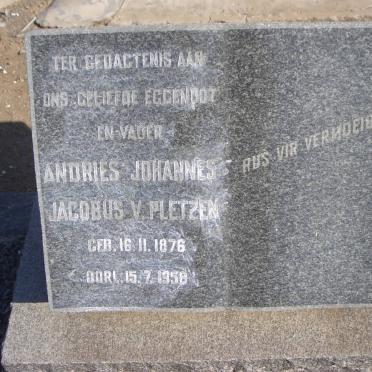 TER GEDACTENIS AAN
ONS GELIEFDE EGGENOOT
EN VADER
ANDRIES JOHANNES
JACOBUS V. PLETZEN
GEB. 16. 11. 1876
OORL. 15. 7. 1958
RUS VIR VERMOEID